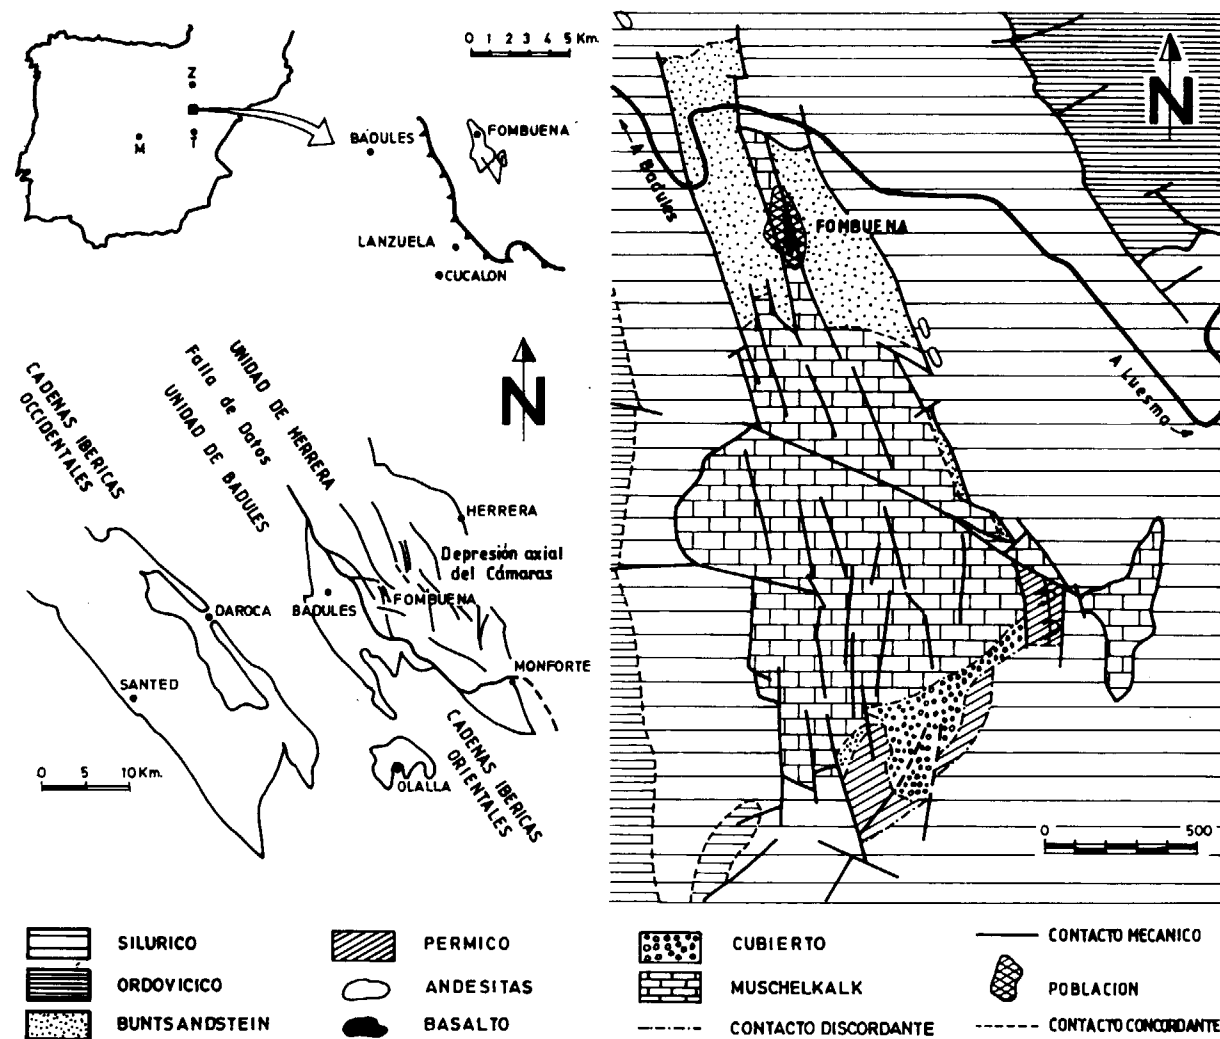 0 1 2 3 4 5 Km.
Z
M
T
BADULES
FOMBUENA
LANZUELA
CUCALON
N
CADENAS IBERICAS
OCCIDENTALES
UNIDAD DE HERRERA
Falla de Datos
UNIDAD DE BADULES
N
HERRERA
Depresión axial
del Cámaras
FOMBUENA
BADULES
DAROCA
SANTED
MONFORTE
OLALLA
CADENAS IBERICAS
ORIENTALES
0 5 10 Km.
A Badules
FOMBUENA
A Luesma
0 500
SILURICO
ORDOVICICO
BUNTSANDSTEIN
PERMICO
ANDESITAS
BASALTO
CUBIERTO
MUSCHELKALK
CONTACTO DISCORDANTE
CONTACTO MECANICO
POBLACION
CONTACTO CONCORDANTE